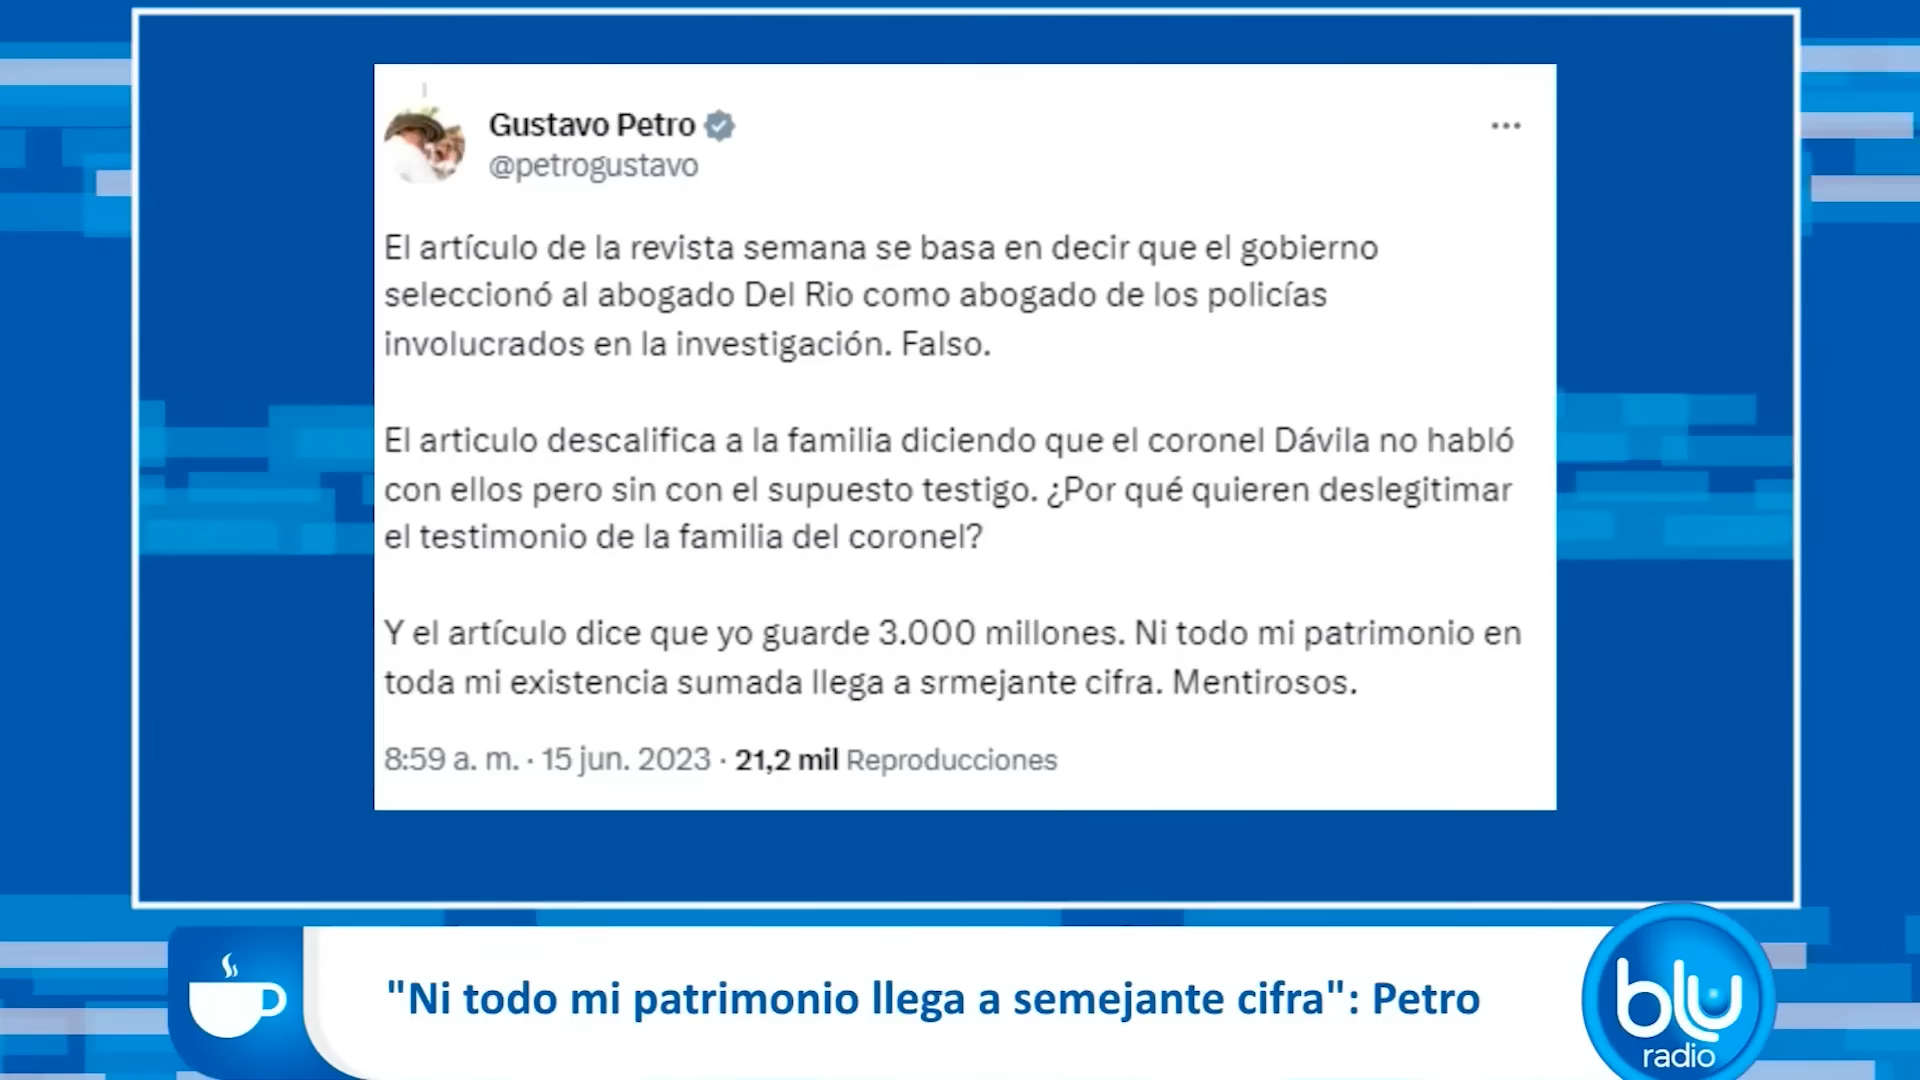 Gustavo Petro
@petrogustavo
El artículo de la revista semana se basa en decir que el gobierno
seleccionó al abogado Del Rio como abogado de los policías
involucrados en la investigación. Falso.
El articulo descalifica a la familia diciendo que el coronel Dávila no habló
con ellos pero sin con el supuesto testigo. ¿Por qué quieren deslegitimar
el testimonio de la familia del coronel?
Y el artículo dice que yo guarde 3.000 millones. Ni todo mi patrimonio en
toda mi existencia sumada llega a srmejante cifra. Mentirosos.
8:59 a. m. · 15 jun. 2023 · 21,2 mil Reproducciones
"Ni todo mi patrimonio llega a semejante cifra": Petro
blu
radio